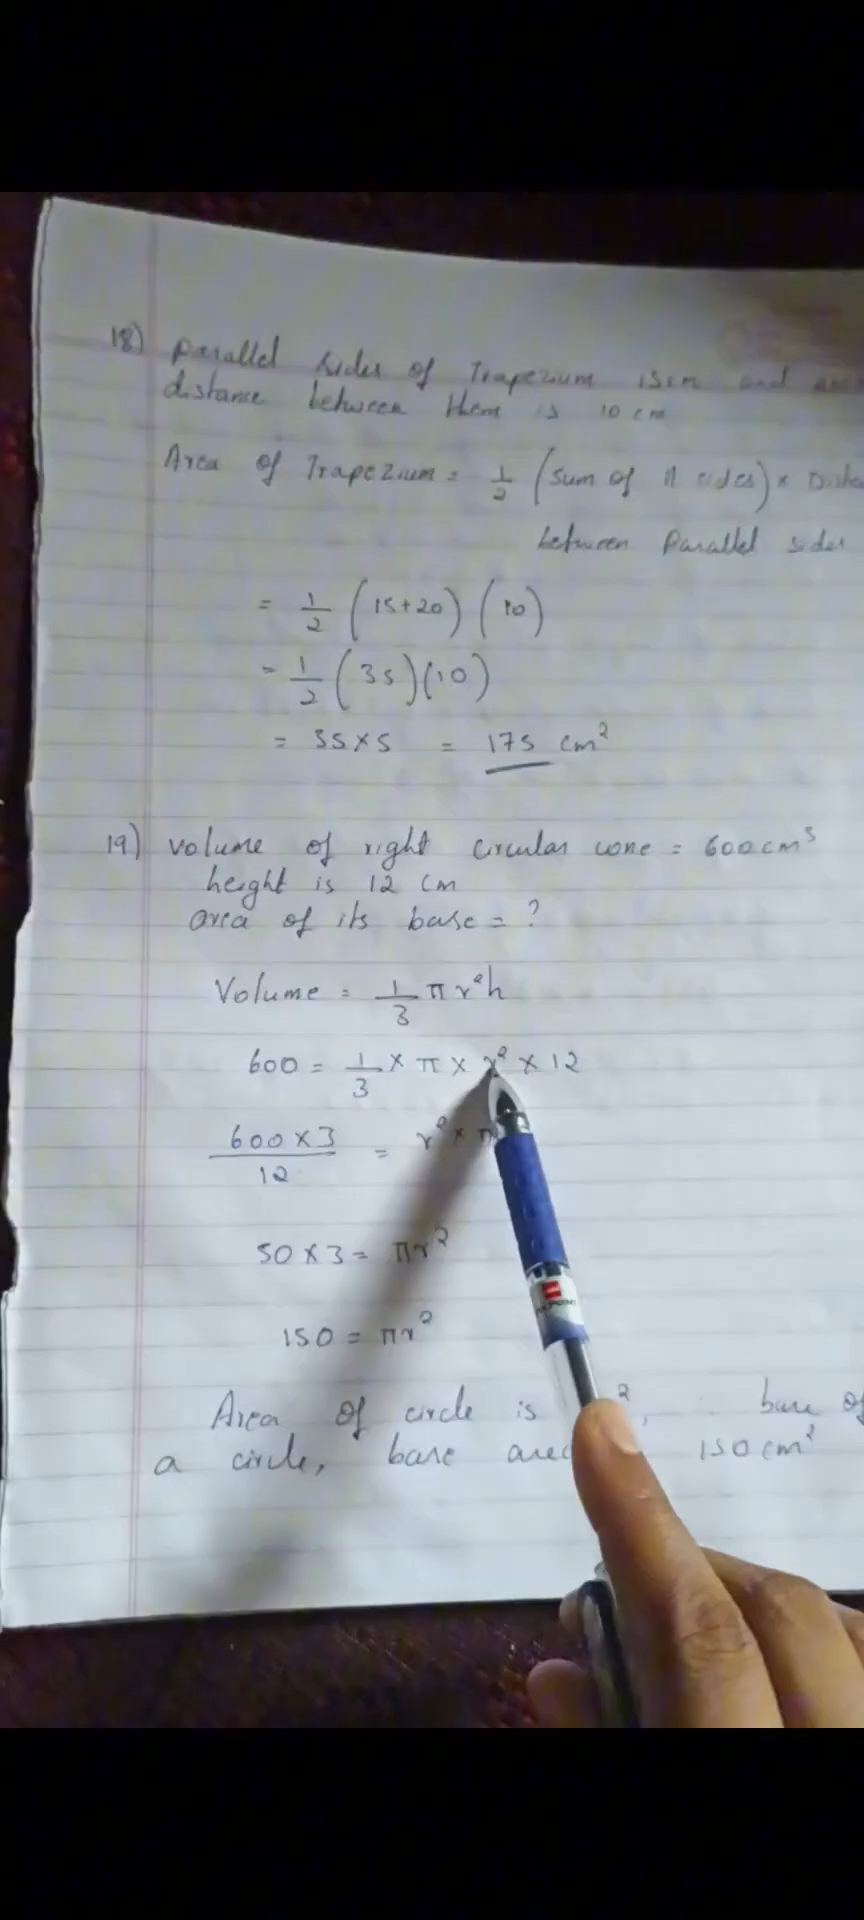 18) parallel sides of Trapezium 15cm and
distance between them is 10 cm
Area of Trapezium = 1/2 (sum of 11 sides) ×
between Parallel sides
= 1/2 (15+20) (10)
= 1/2 (35)(10)
= 35×5 = 175 cm²
19) volume of right circular cone = 600cm³
height is 12 cm
area of its base = ?
Volume = 1/3 πr²h
600 = 1/3 × π × r² × 12
600×3/12 = r² × π
50×3 = πr²
150 = πr²
Area of circle is ², ∴ base of
a circle, base area 150cm²